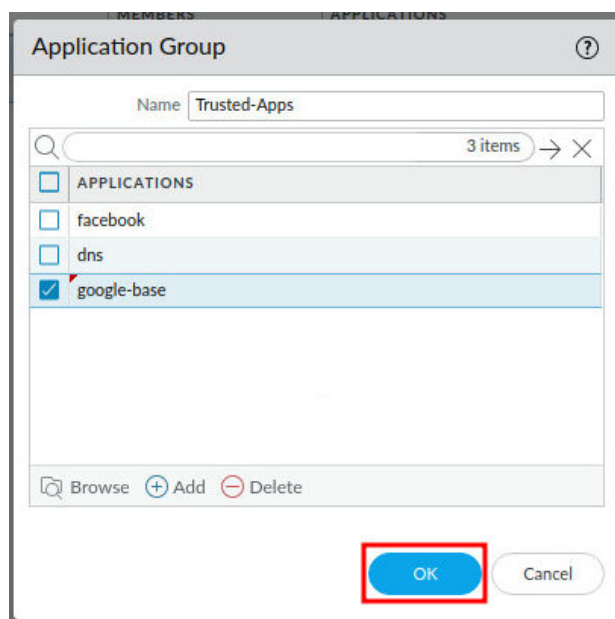 MEMBERS APPLICATIONS
Application Group ?
Name Trusted-Apps
3 items
APPLICATIONS
facebook
dns
google-base
Browse Add Delete
OK Cancel